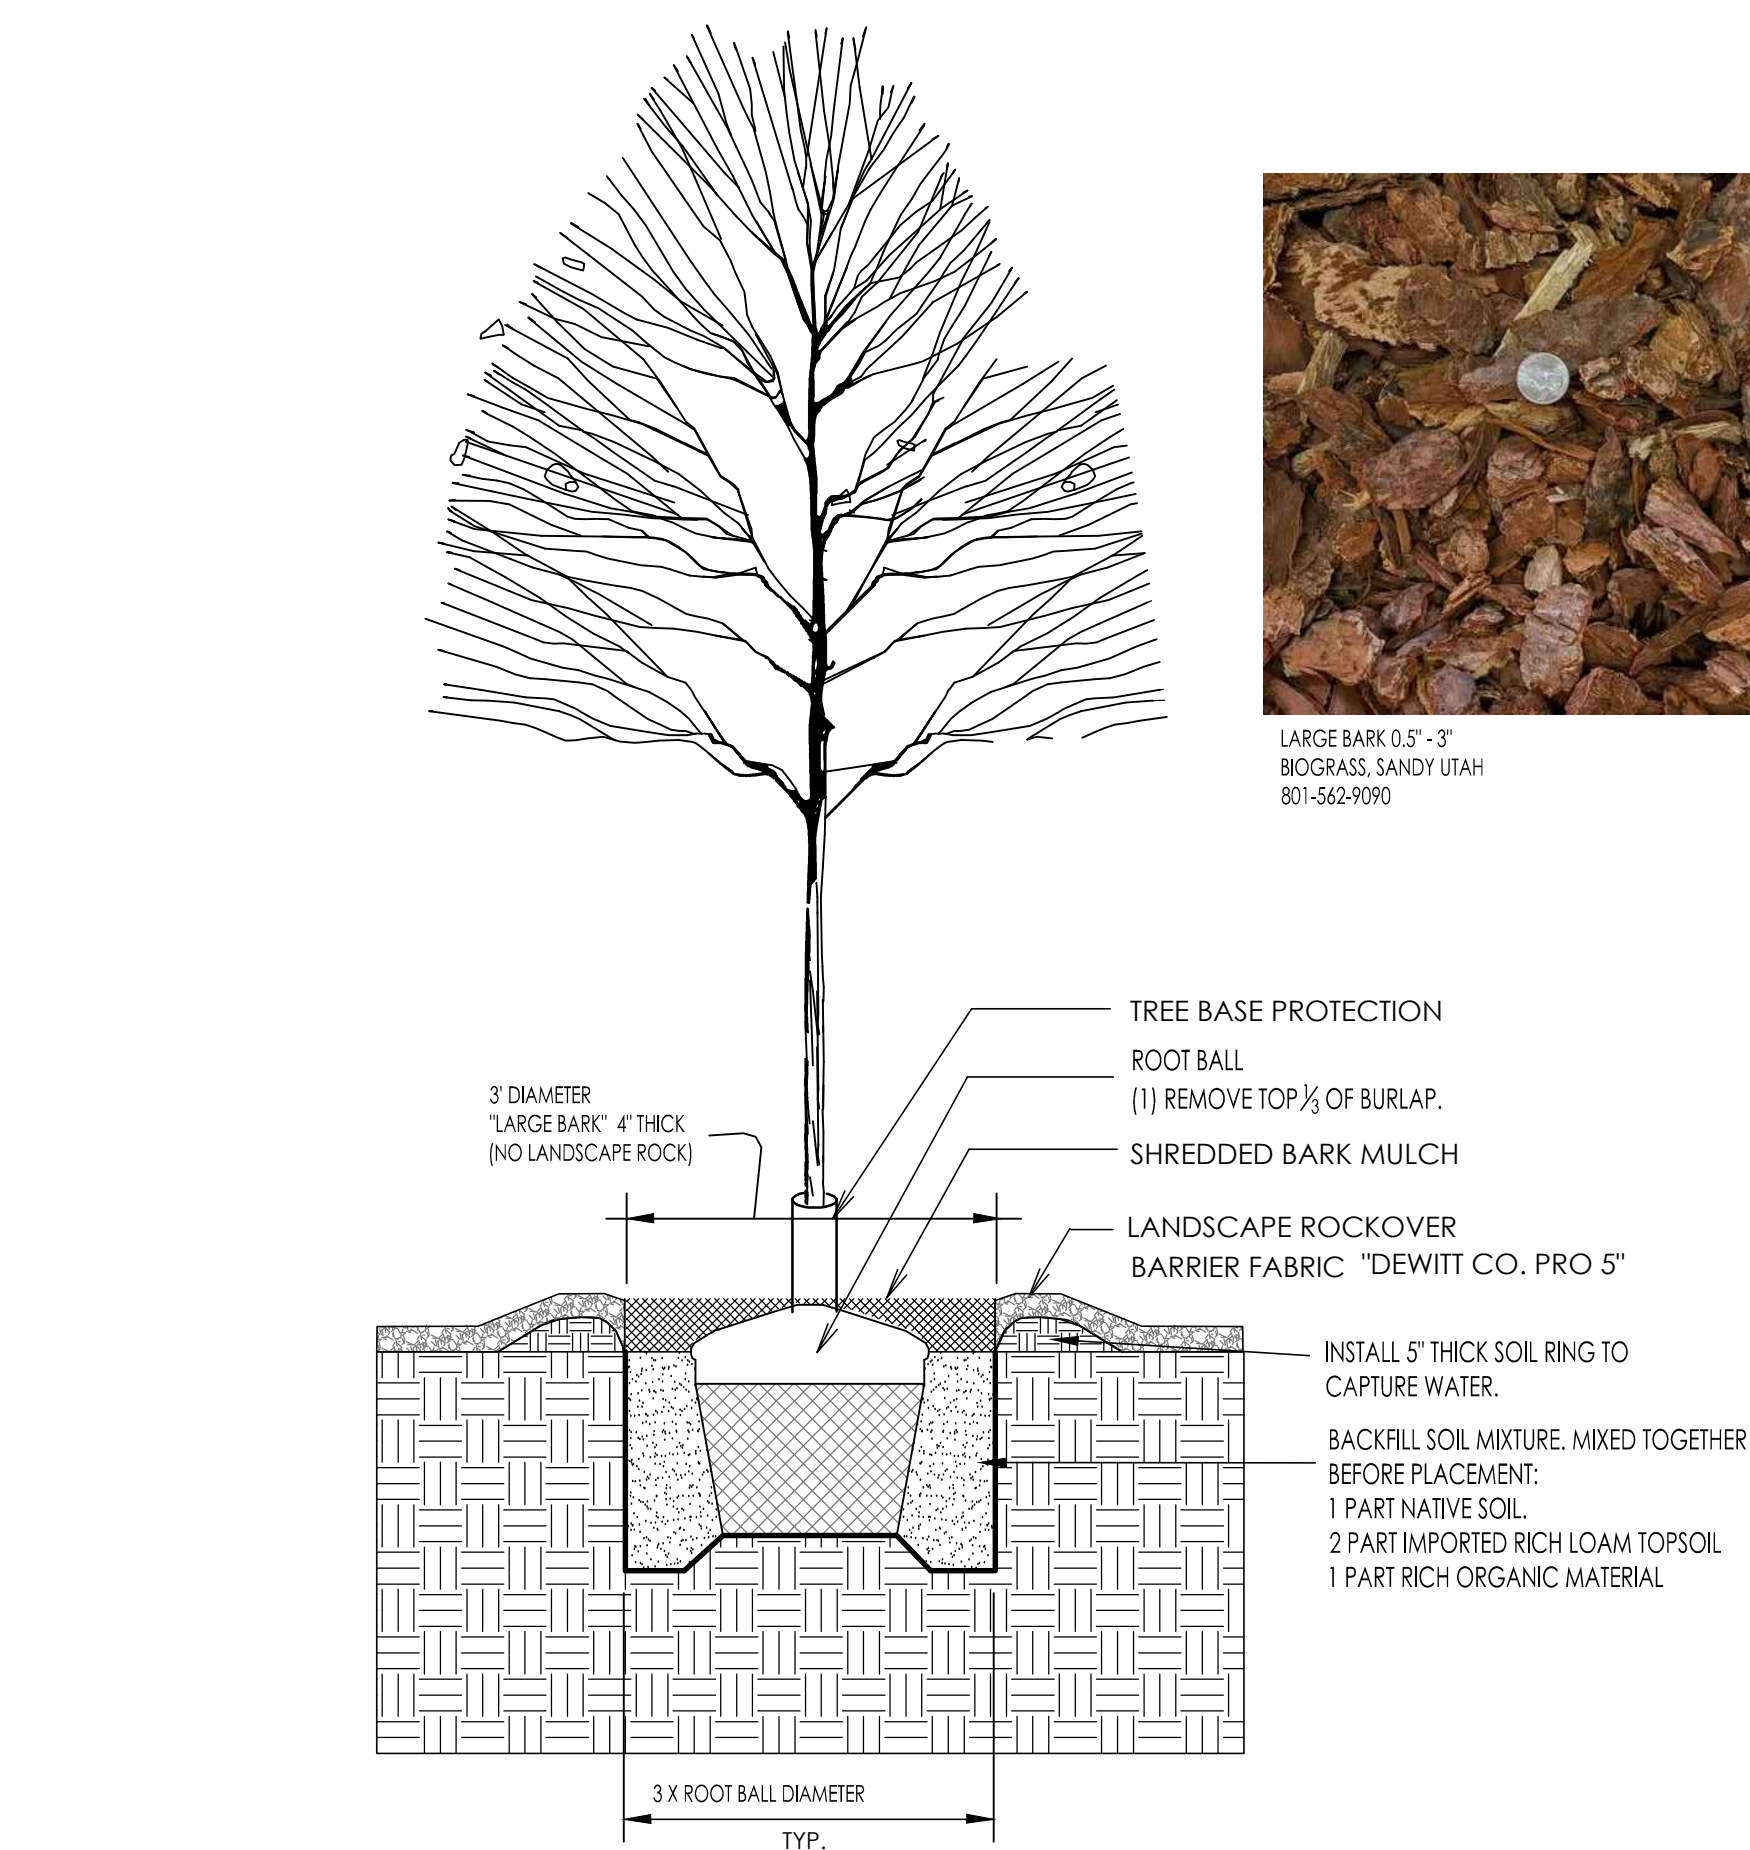 LARGE BARK 0.5" - 3"
BIOGRASS, SANDY UTAH
801-562-9090
TREE BASE PROTECTION
ROOT BALL
(1) REMOVE TOP 1/3 OF BURLAP.
3' DIAMETER
"LARGE BARK" 4" THICK
(NO LANDSCAPE ROCK)
SHREDDED BARK MULCH
LANDSCAPE ROCKOVER
BARRIER FABRIC "DEWITT CO. PRO 5"
INSTALL 5" THICK SOIL RING TO
CAPTURE WATER.
BACKFILL SOIL MIXTURE. MIXED TOGETHER
BEFORE PLACEMENT:
1 PART NATIVE SOIL.
2 PART IMPORTED RICH LOAM TOPSOIL
1 PART RICH ORGANIC MATERIAL
3 X ROOT BALL DIAMETER
TYP.